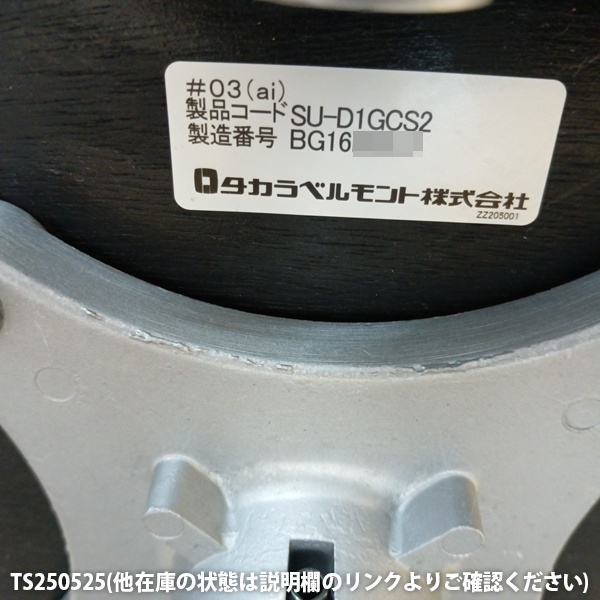 #03(ai)
製品コード SU-D1GCS2
製造番号 BG16
タカラベルモント株式会社
ZZ205001
TS250525(他在庫の状態は説明欄のリンクよりご確認ください)